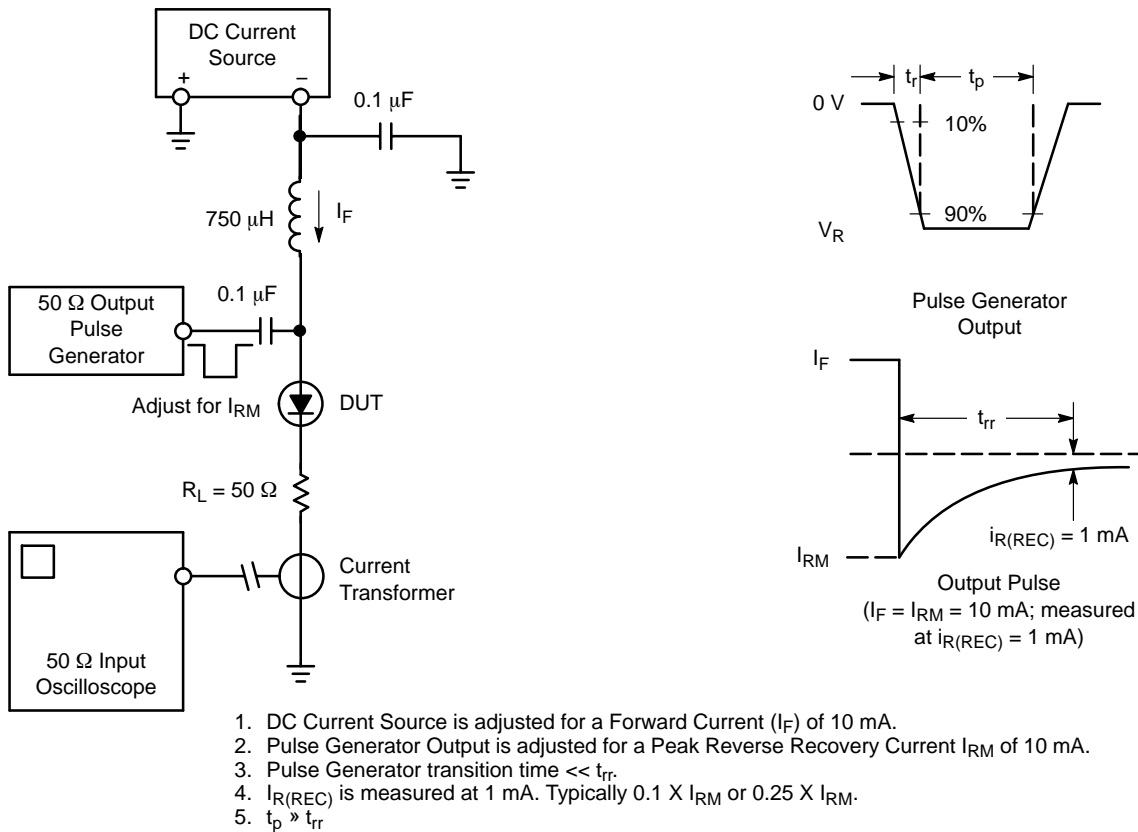 DC Current
Source
+
−
0.1 μF
750 μH
I_F
50 Ω Output
Pulse
Generator
0.1 μF
Adjust for I_RM
DUT
R_L = 50 Ω
Current
Transformer
50 Ω Input
Oscilloscope
t_r
t_p
0 V
10%
90%
V_R
Pulse Generator
Output
I_F
t_rr
i_R(REC) = 1 mA
I_RM
Output Pulse
(I_F = I_RM = 10 mA; measured
at i_R(REC) = 1 mA)
1. DC Current Source is adjusted for a Forward Current (I_F) of 10 mA.
2. Pulse Generator Output is adjusted for a Peak Reverse Recovery Current I_RM of 10 mA.
3. Pulse Generator transition time << t_rr.
4. I_R(REC) is measured at 1 mA. Typically 0.1 X I_RM or 0.25 X I_RM.
5. t_p » t_rr